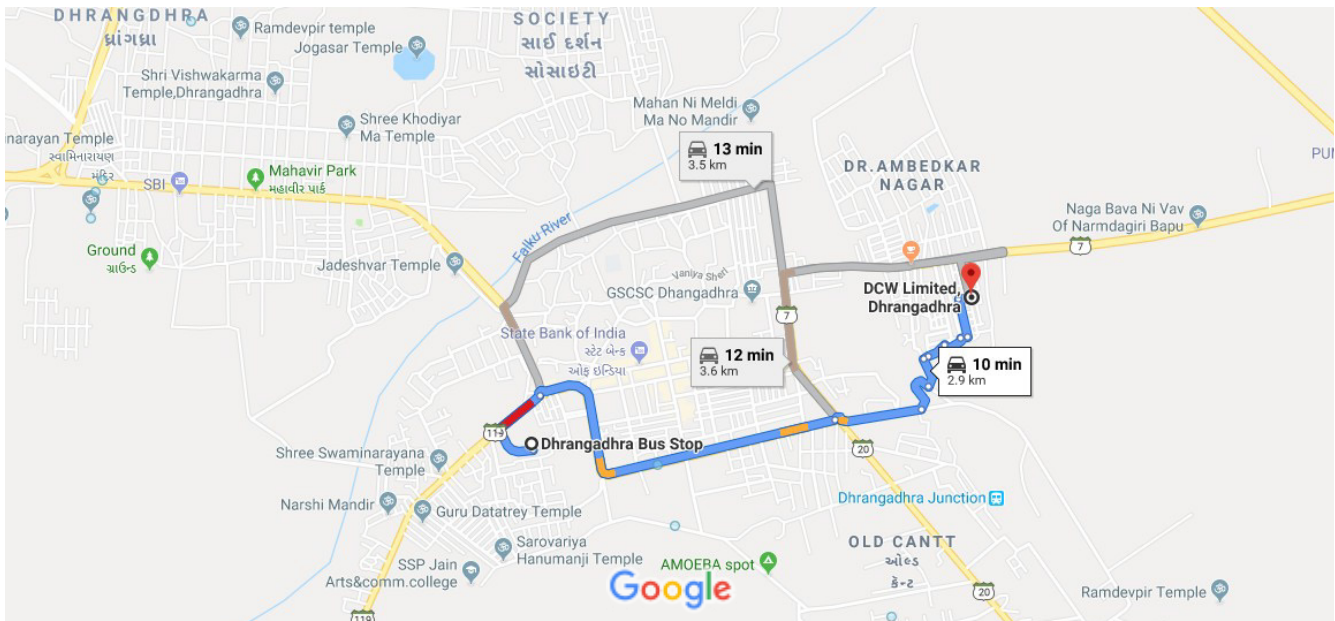 DHRANGDHRA
ધ્રાંગધ્રા
Ramdevpir temple
Jogasar Temple
SOCIETY
સાઈ દર્શન
સોસાઇટી
Shri Vishwakarma
Temple,Dhrangadhra
Shree Khodiyar
Ma Temple
Mahan Ni Meldi
Ma No Mandir
13 min
3.5 km
narayan Temple
સ્વામિનારાયણ
મંદિર
SBI
Mahavir Park
મહાવીર પાર્ક
DR.AMBEDKAR
NAGAR
PUN
Naga Bava Ni Vav
Of Narmdagiri Bapu
7
Falku River
Ground
ગ્રાઉન્ડ
Jadeshvar Temple
Vaniya Sheri
GSCSC Dhangadhra
DCW Limited,
Dhrangadhra
7
State Bank of India
સ્ટેટ બેન્ક
ઓફ ઇન્ડિયા
12 min
3.6 km
10 min
2.9 km
119
Dhrangadhra Bus Stop
20
Shree Swaminarayana
Temple
Narshi Mandir
Guru Datatrey Temple
Dhrangadhra Junction
Sarovariya
Hanumanji Temple
OLD CANTT
ઓલ્ડ
કેન્ટ
SSP Jain
Arts&comm.college
AMOEBA spot
Google
Ramdevpir Temple
20
119